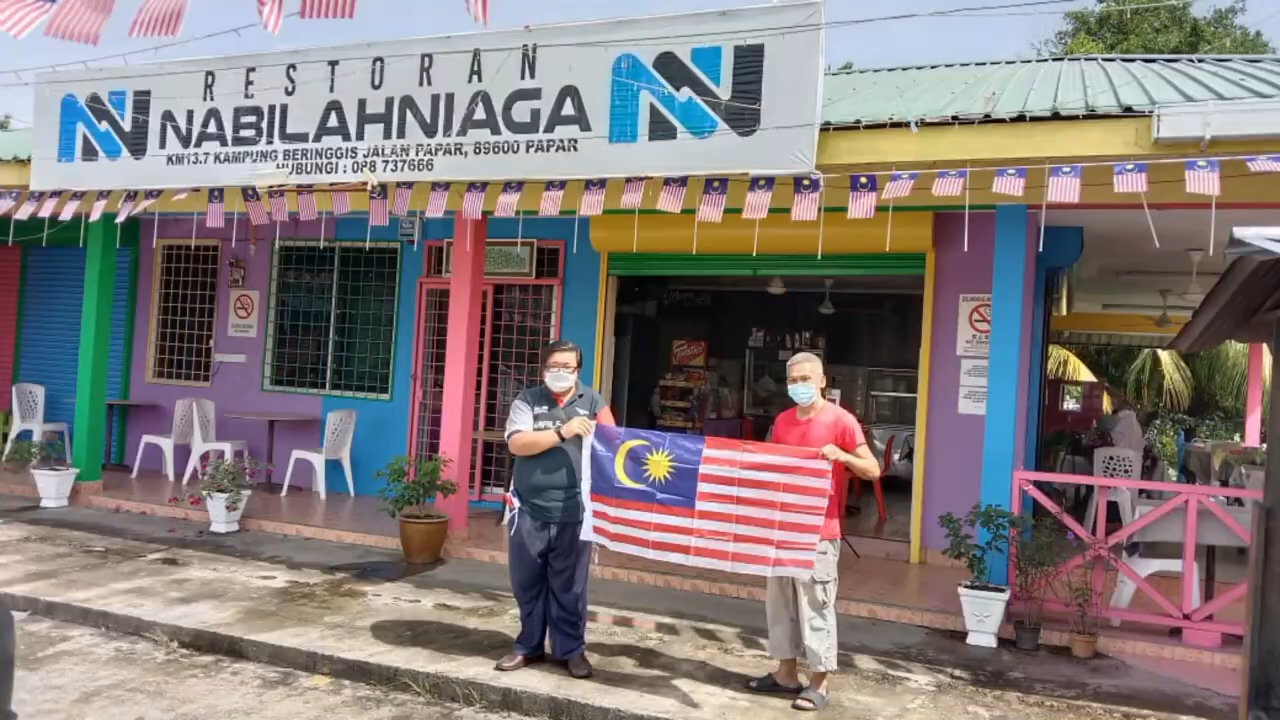 RESTORAN
NABILAHNIAGA
KM13.7 KAMPUNG BERINGGIS JALAN PAPAR, 89600 PAPAR
HUBUNGI : 088 737666